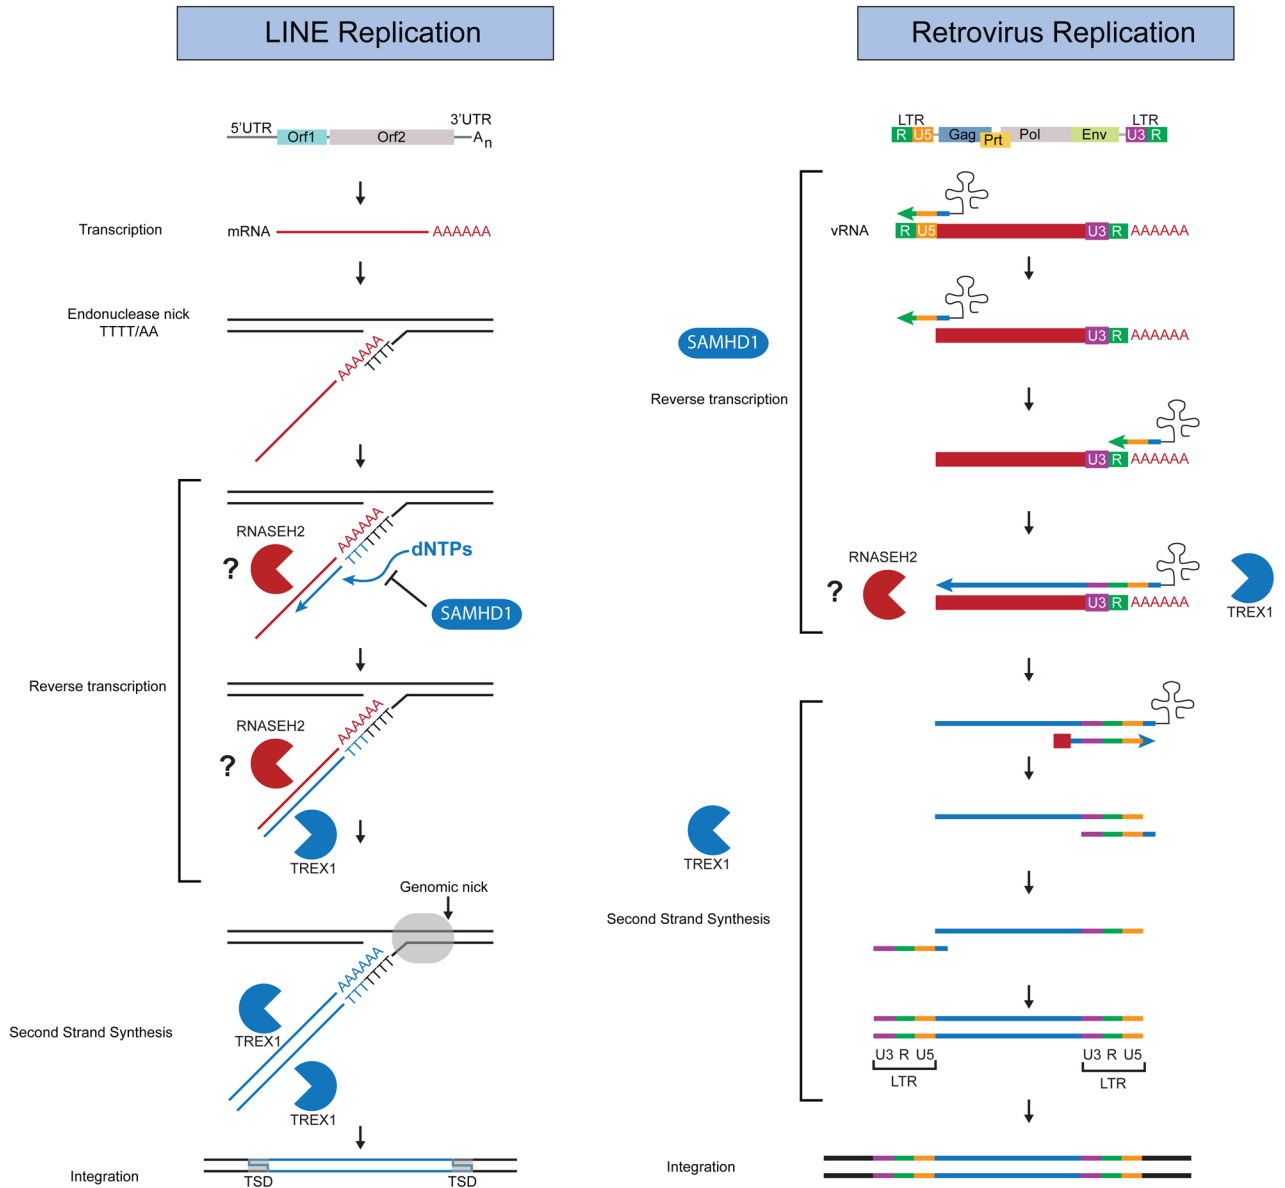 LINE Replication
5'UTR
Orf1
Orf2
3'UTR
An
Transcription
mRNA
AAAAAA
Endonuclease nick
TTTT/AA
AAAAAA
TTTT
RNASEH2
?
AAAAAA
TTTTTTT
dNTPs
SAMHD1
Reverse transcription
RNASEH2
?
AAAAAA
TTTTTTT
TREX1
Genomic nick
AAAAAA
TTTTTTT
Second Strand Synthesis
TREX1
TREX1
Integration
TSD
TSD
Retrovirus Replication
LTR
LTR
R U5 Gag Prt Pol Env U3 R
vRNA
R U5
U3 R AAAAAA
SAMHD1
U3 R AAAAAA
Reverse transcription
U3 R AAAAAA
RNASEH2
?
U3 R AAAAAA
TREX1
TREX1
Second Strand Synthesis
U3 R U5
U3 R U5
LTR
LTR
Integration